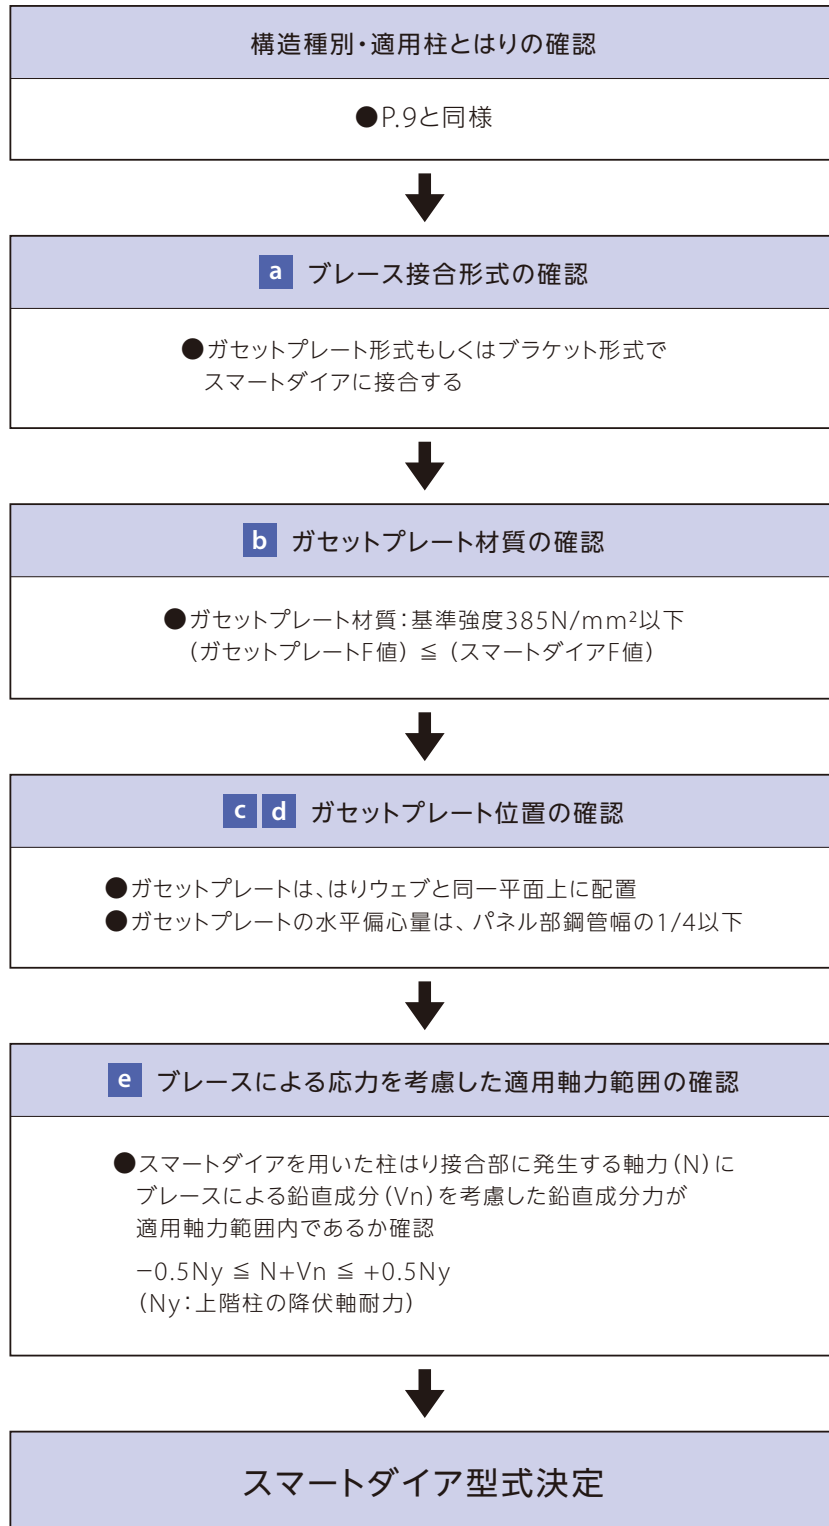 構造種別・適用柱とはりの確認
●P.9と同様
a ブレース接合形式の確認
●ガセットプレート形式もしくはブラケット形式で
スマートダイアに接合する
b ガセットプレート材質の確認
●ガセットプレート材質：基準強度385N/mm²以下
（ガセットプレートF値）≦（スマートダイアF値）
c d ガセットプレート位置の確認
●ガセットプレートは、はりウェブと同一平面上に配置
●ガセットプレートの水平偏心量は、パネル部鋼管幅の1/4以下
e ブレースによる応力を考慮した適用軸力範囲の確認
●スマートダイアを用いた柱はり接合部に発生する軸力（N）に
ブレースによる鉛直成分（Vn）を考慮した鉛直成分力が
適用軸力範囲内であるか確認
−0.5Ny ≦ N+Vn ≦ +0.5Ny
（Ny：上階柱の降伏軸耐力）
スマートダイア型式決定